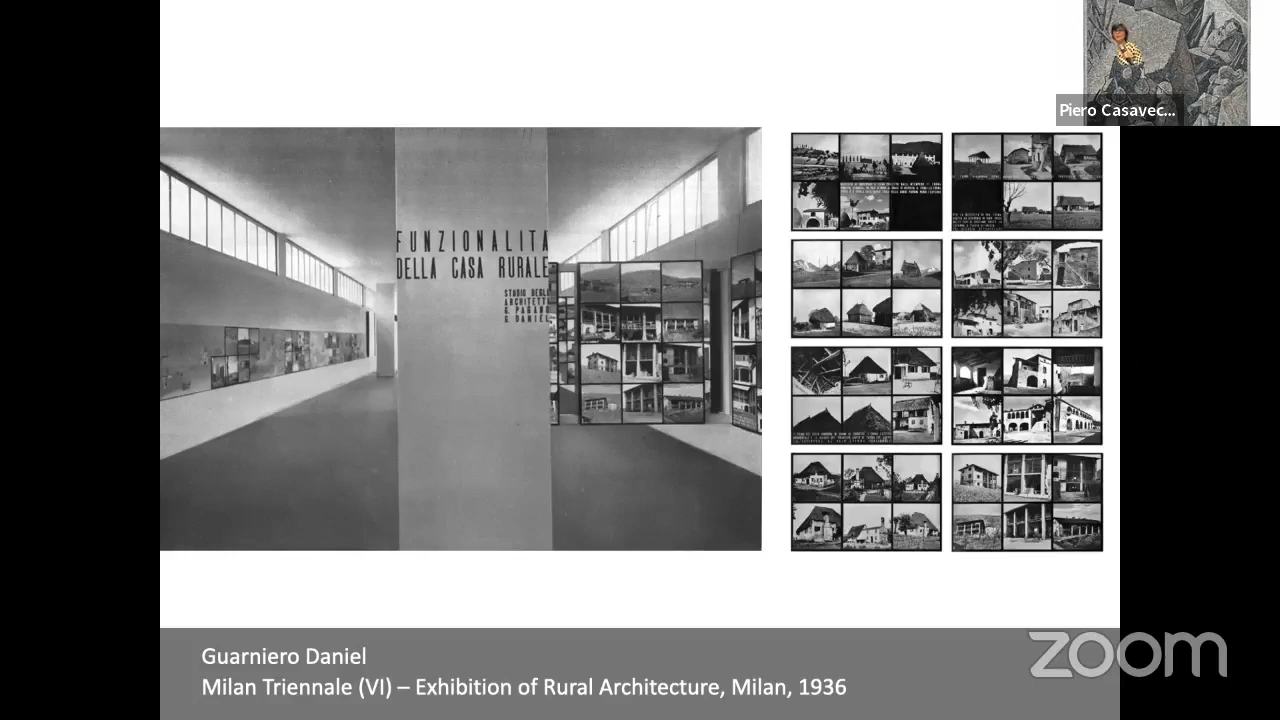 Piero Casavec...
FUNZIONALITÀ
DELLA CASA RURALE
STUDIO DEGLI
ARCHITETTI
G. PAGANO
G. DANIEL
Guarniero Daniel
Milan Triennale (VI) – Exhibition of Rural Architecture, Milan, 1936
zoom